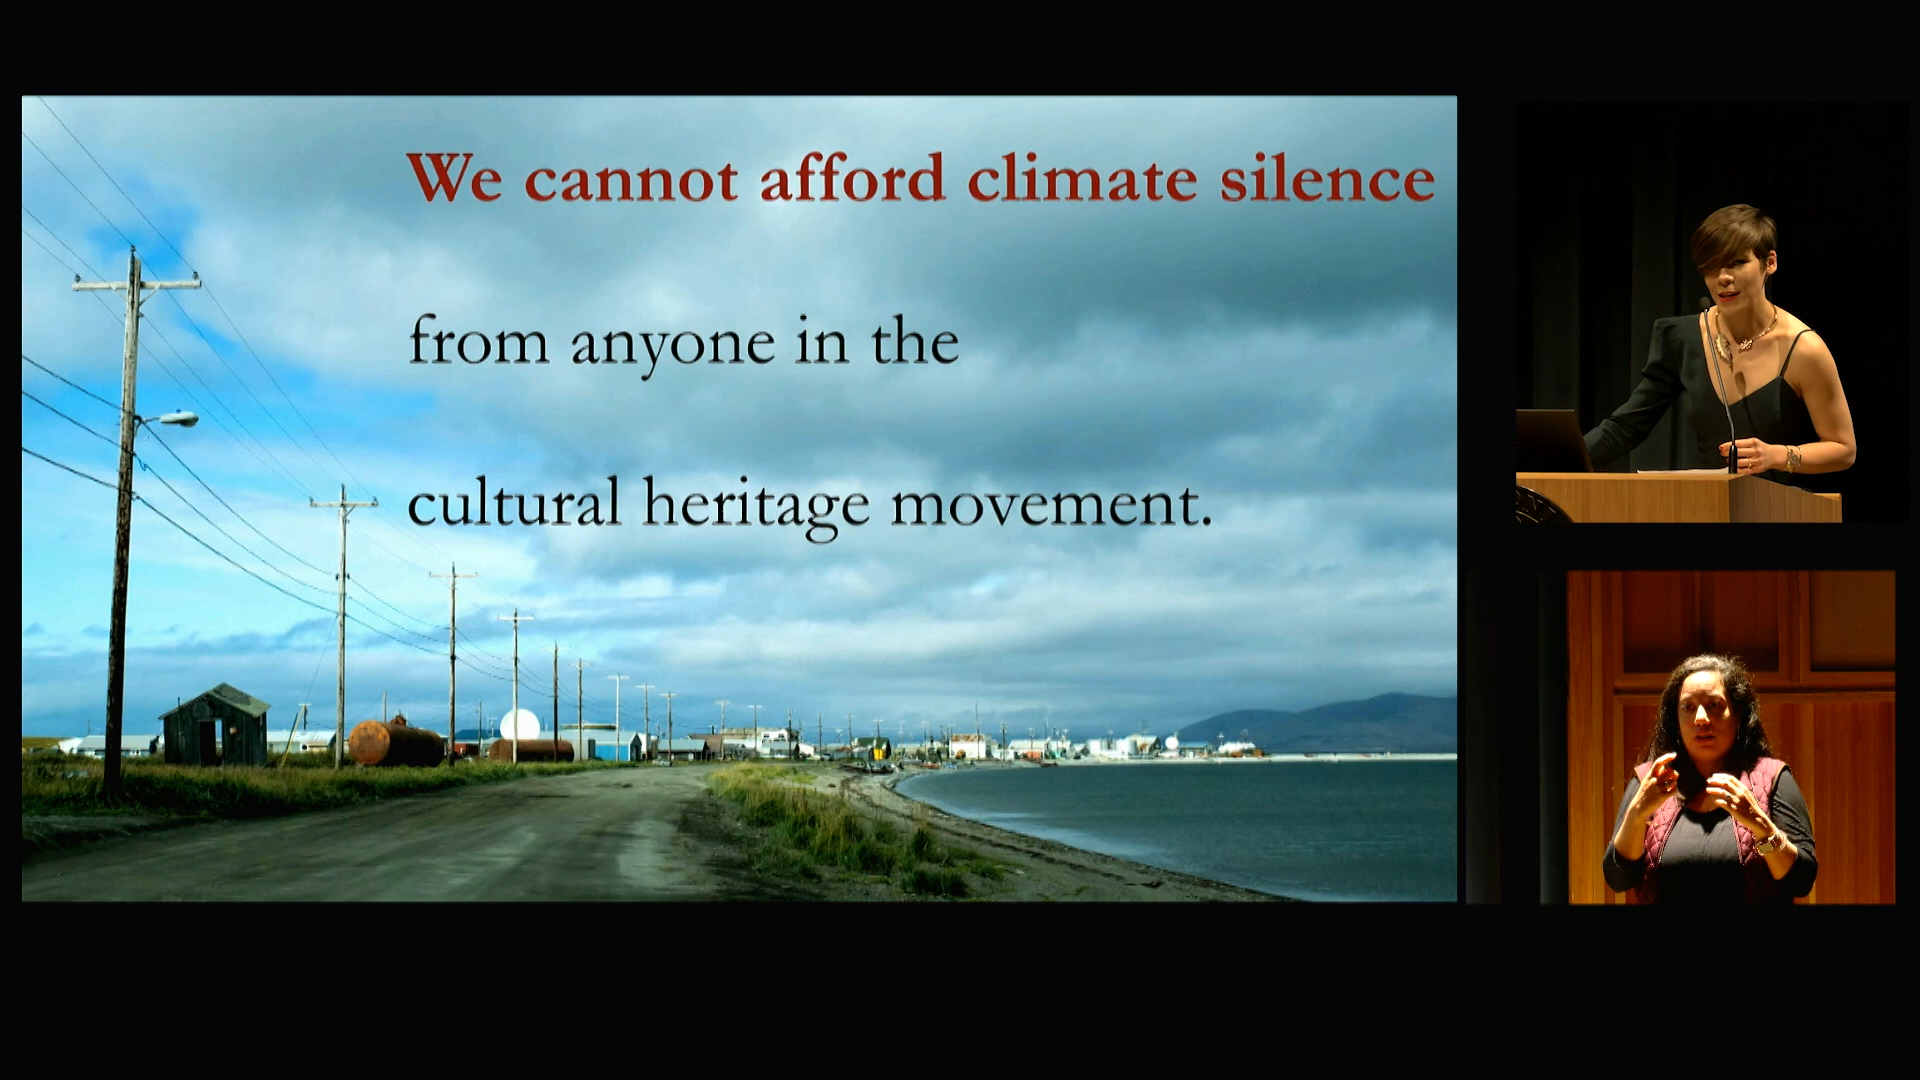 We cannot afford climate silence
from anyone in the
cultural heritage movement.